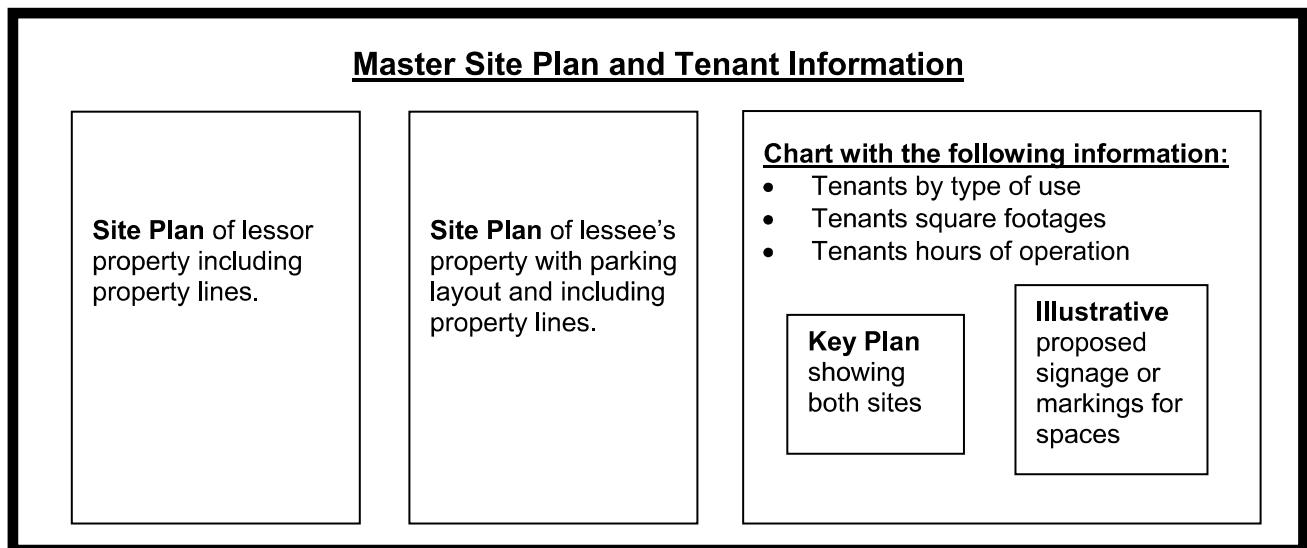 Master Site Plan and Tenant Information
Site Plan of lessor
property including
property lines.
Site Plan of lessee’s
property with parking
layout and including
property lines.
Chart with the following information:
• Tenants by type of use
• Tenants square footages
• Tenants hours of operation
Key Plan
showing
both sites
Illustrative
proposed
signage or
markings for
spaces